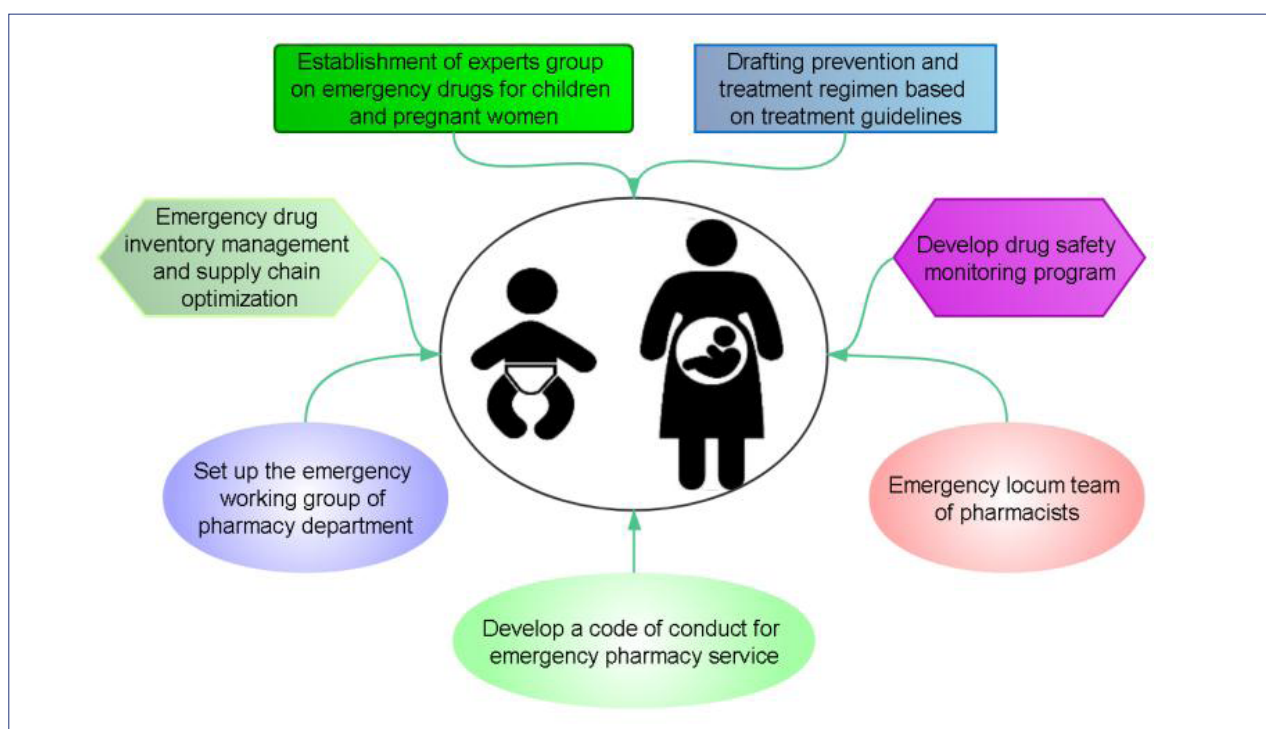 Establishment of experts group
on emergency drugs for children
and pregnant women
Drafting prevention and
treatment regimen based
on treatment guidelines
Emergency drug
inventory management
and supply chain
optimization
Develop drug safety
monitoring program
Set up the emergency
working group of
pharmacy department
Emergency locum team
of pharmacists
Develop a code of conduct for
emergency pharmacy service